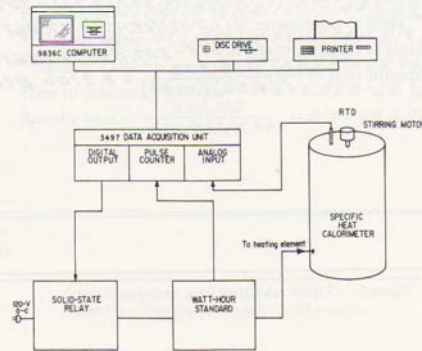 9836C COMPUTER
DISC DRIVE
PRINTER
RTD
STIRRING MOTOR
3497 DATA ACQUISITION UNIT
DIGITAL OUTPUT
PULSE COUNTER
ANALOG INPUT
SPECIFIC
HEAT
CALORIMETER
To heating element
120-V
SOLID-STATE
RELAY
WATT-HOUR
STANDARD